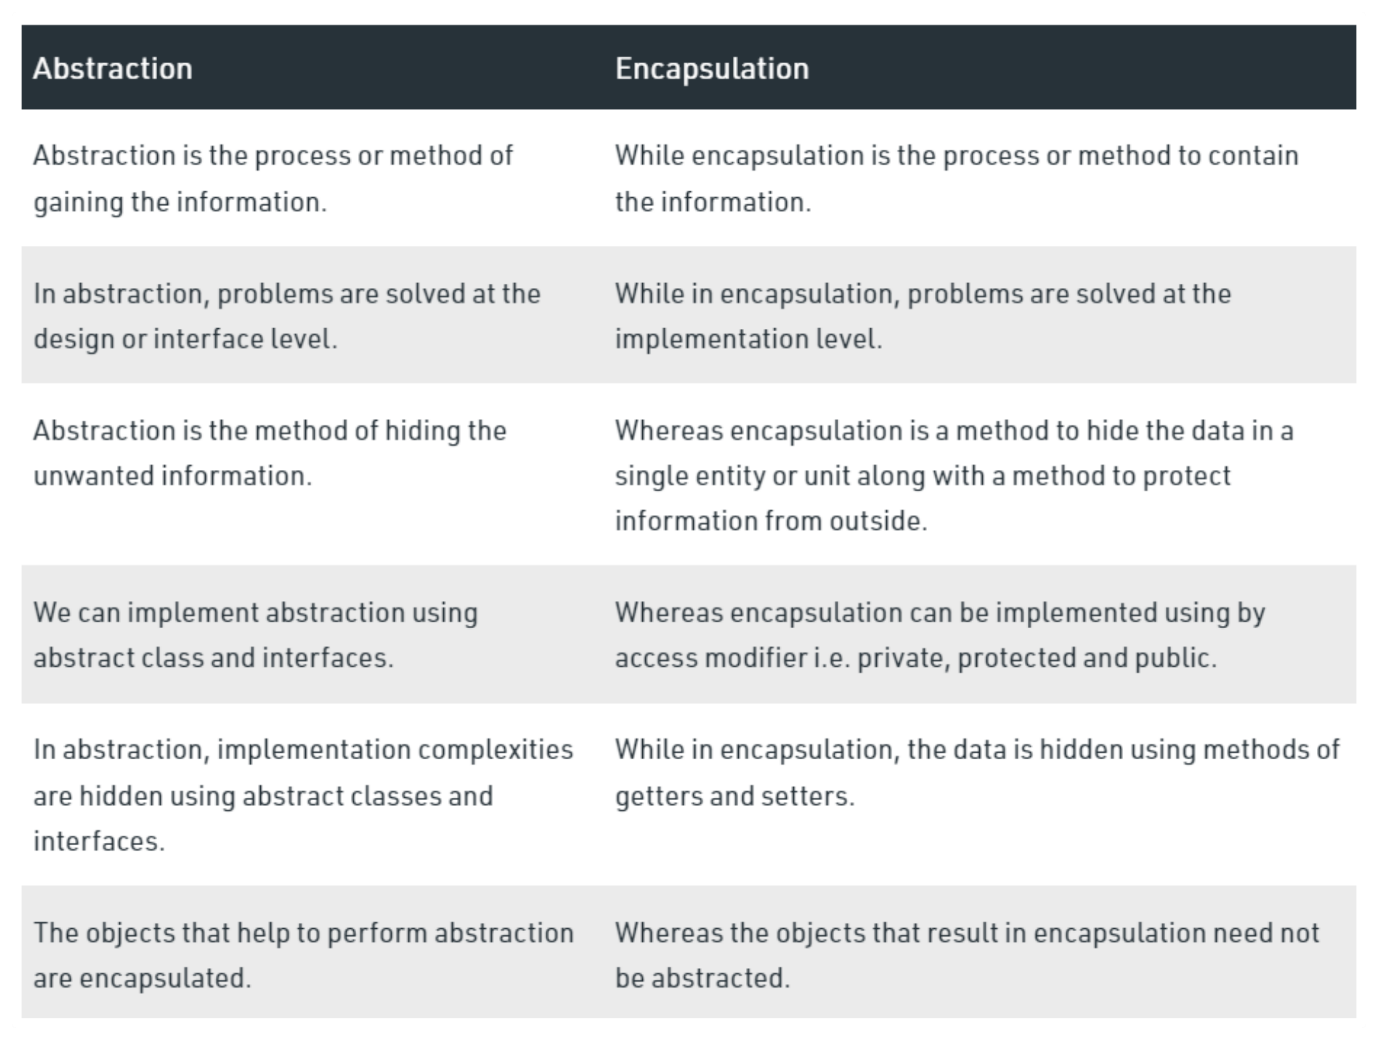 Abstraction
Encapsulation
Abstraction is the process or method of
gaining the information.
While encapsulation is the process or method to contain
the information.
In abstraction, problems are solved at the
design or interface level.
While in encapsulation, problems are solved at the
implementation level.
Abstraction is the method of hiding the
unwanted information.
Whereas encapsulation is a method to hide the data in a
single entity or unit along with a method to protect
information from outside.
We can implement abstraction using
abstract class and interfaces.
Whereas encapsulation can be implemented using by
access modifier i.e. private, protected and public.
In abstraction, implementation complexities
are hidden using abstract classes and
interfaces.
While in encapsulation, the data is hidden using methods of
getters and setters.
The objects that help to perform abstraction
are encapsulated.
Whereas the objects that result in encapsulation need not
be abstracted.